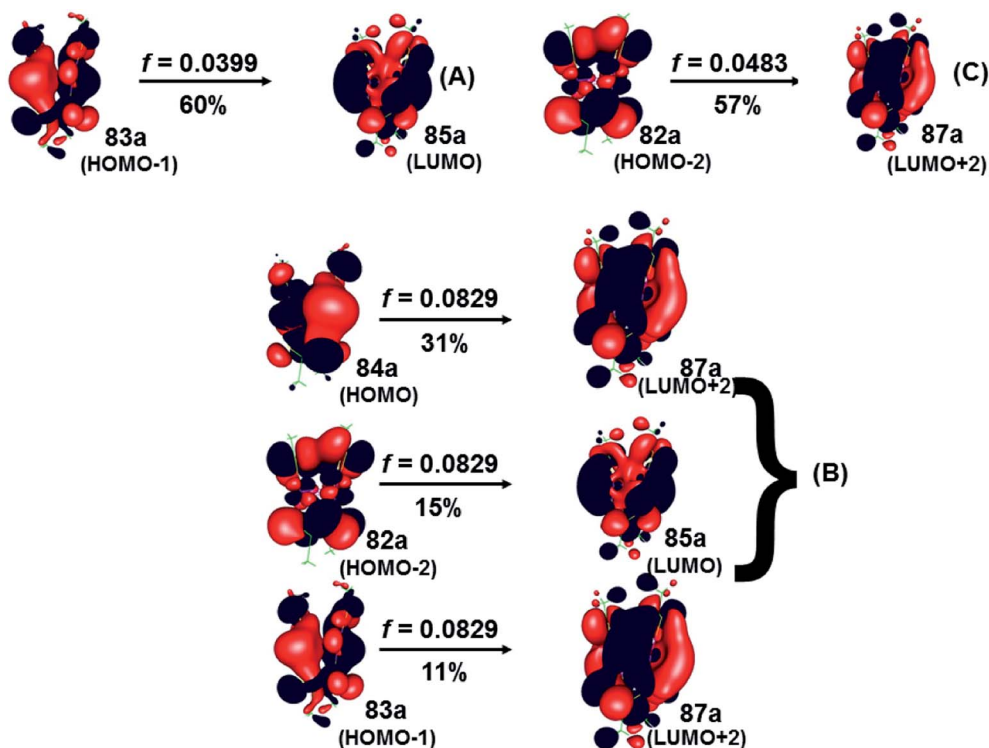 f = 0.0399
60%
83a
(HOMO-1)
85a
(LUMO)
(A)
f = 0.0483
57%
82a
(HOMO-2)
87a
(LUMO+2)
(C)
f = 0.0829
31%
84a
(HOMO)
87a
(LUMO+2)
f = 0.0829
15%
82a
(HOMO-2)
85a
(LUMO)
(B)
f = 0.0829
11%
83a
(HOMO-1)
87a
(LUMO+2)